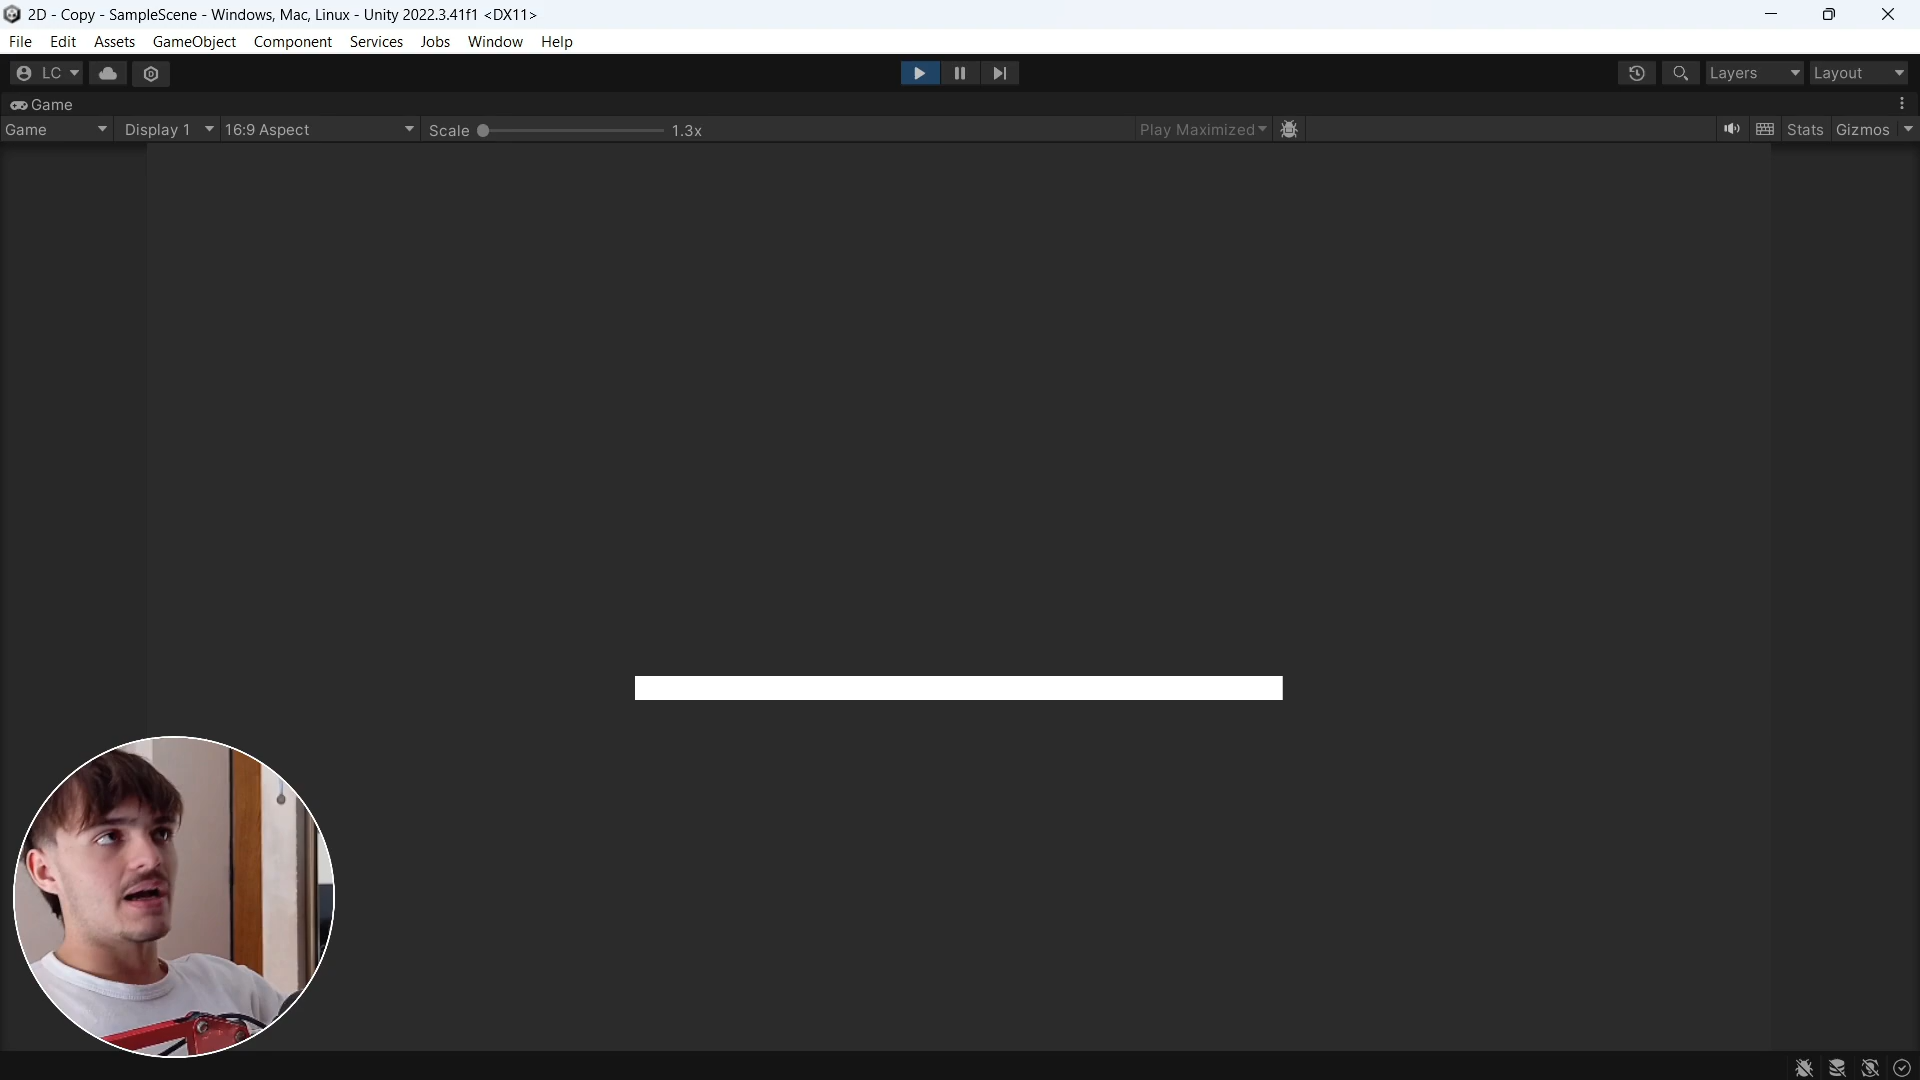 2D - Copy - SampleScene - Windows, Mac, Linux - Unity 2022.3.41f1 <DX11>
File Edit Assets GameObject Component Services Jobs Window Help
LC Layers Layout
Game
Game Display 1 16:9 Aspect Scale 1.3x Play Maximized Stats Gizmos